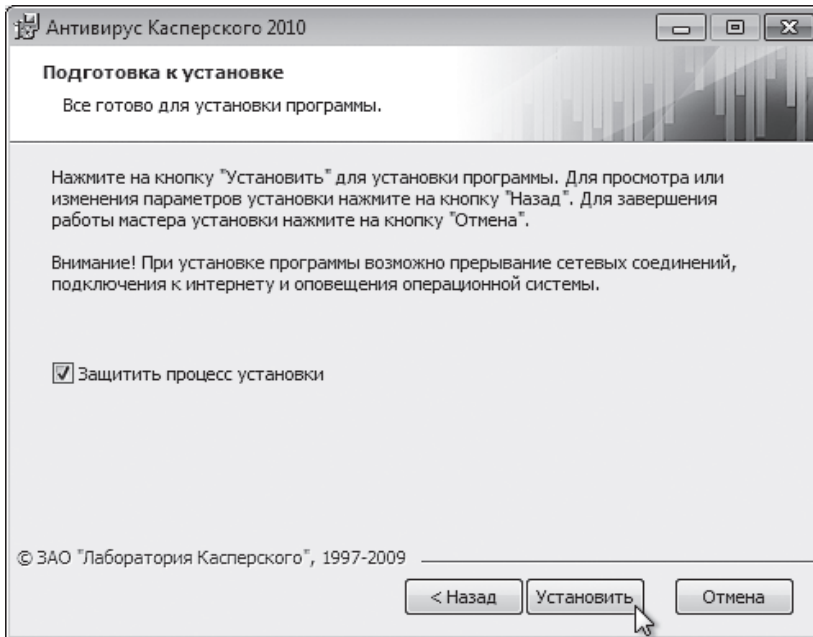 Антивирус Касперского 2010
Подготовка к установке
Все готово для установки программы.
Нажмите на кнопку "Установить" для установки программы. Для просмотра или
изменения параметров установки нажмите на кнопку "Назад". Для завершения
работы мастера установки нажмите на кнопку "Отмена".
Внимание! При установке программы возможно прерывание сетевых соединений,
подключения к интернету и оповещения операционной системы.
Защитить процесс установки
© ЗАО "Лаборатория Касперского", 1997-2009
< Назад Установить Отмена